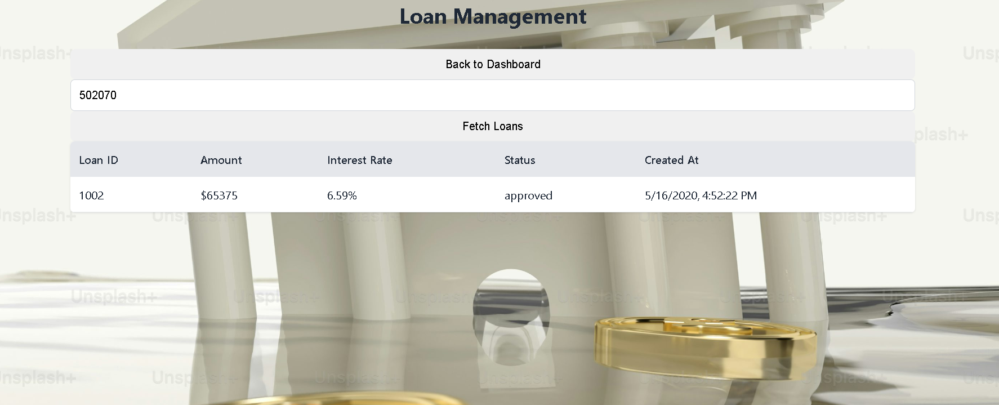 Loan Management
Back to Dashboard
502070
Fetch Loans
Loan ID Amount Interest Rate Status Created At
1002 $65375 6.59% approved 5/16/2020, 4:52:22 PM
Unsplash+